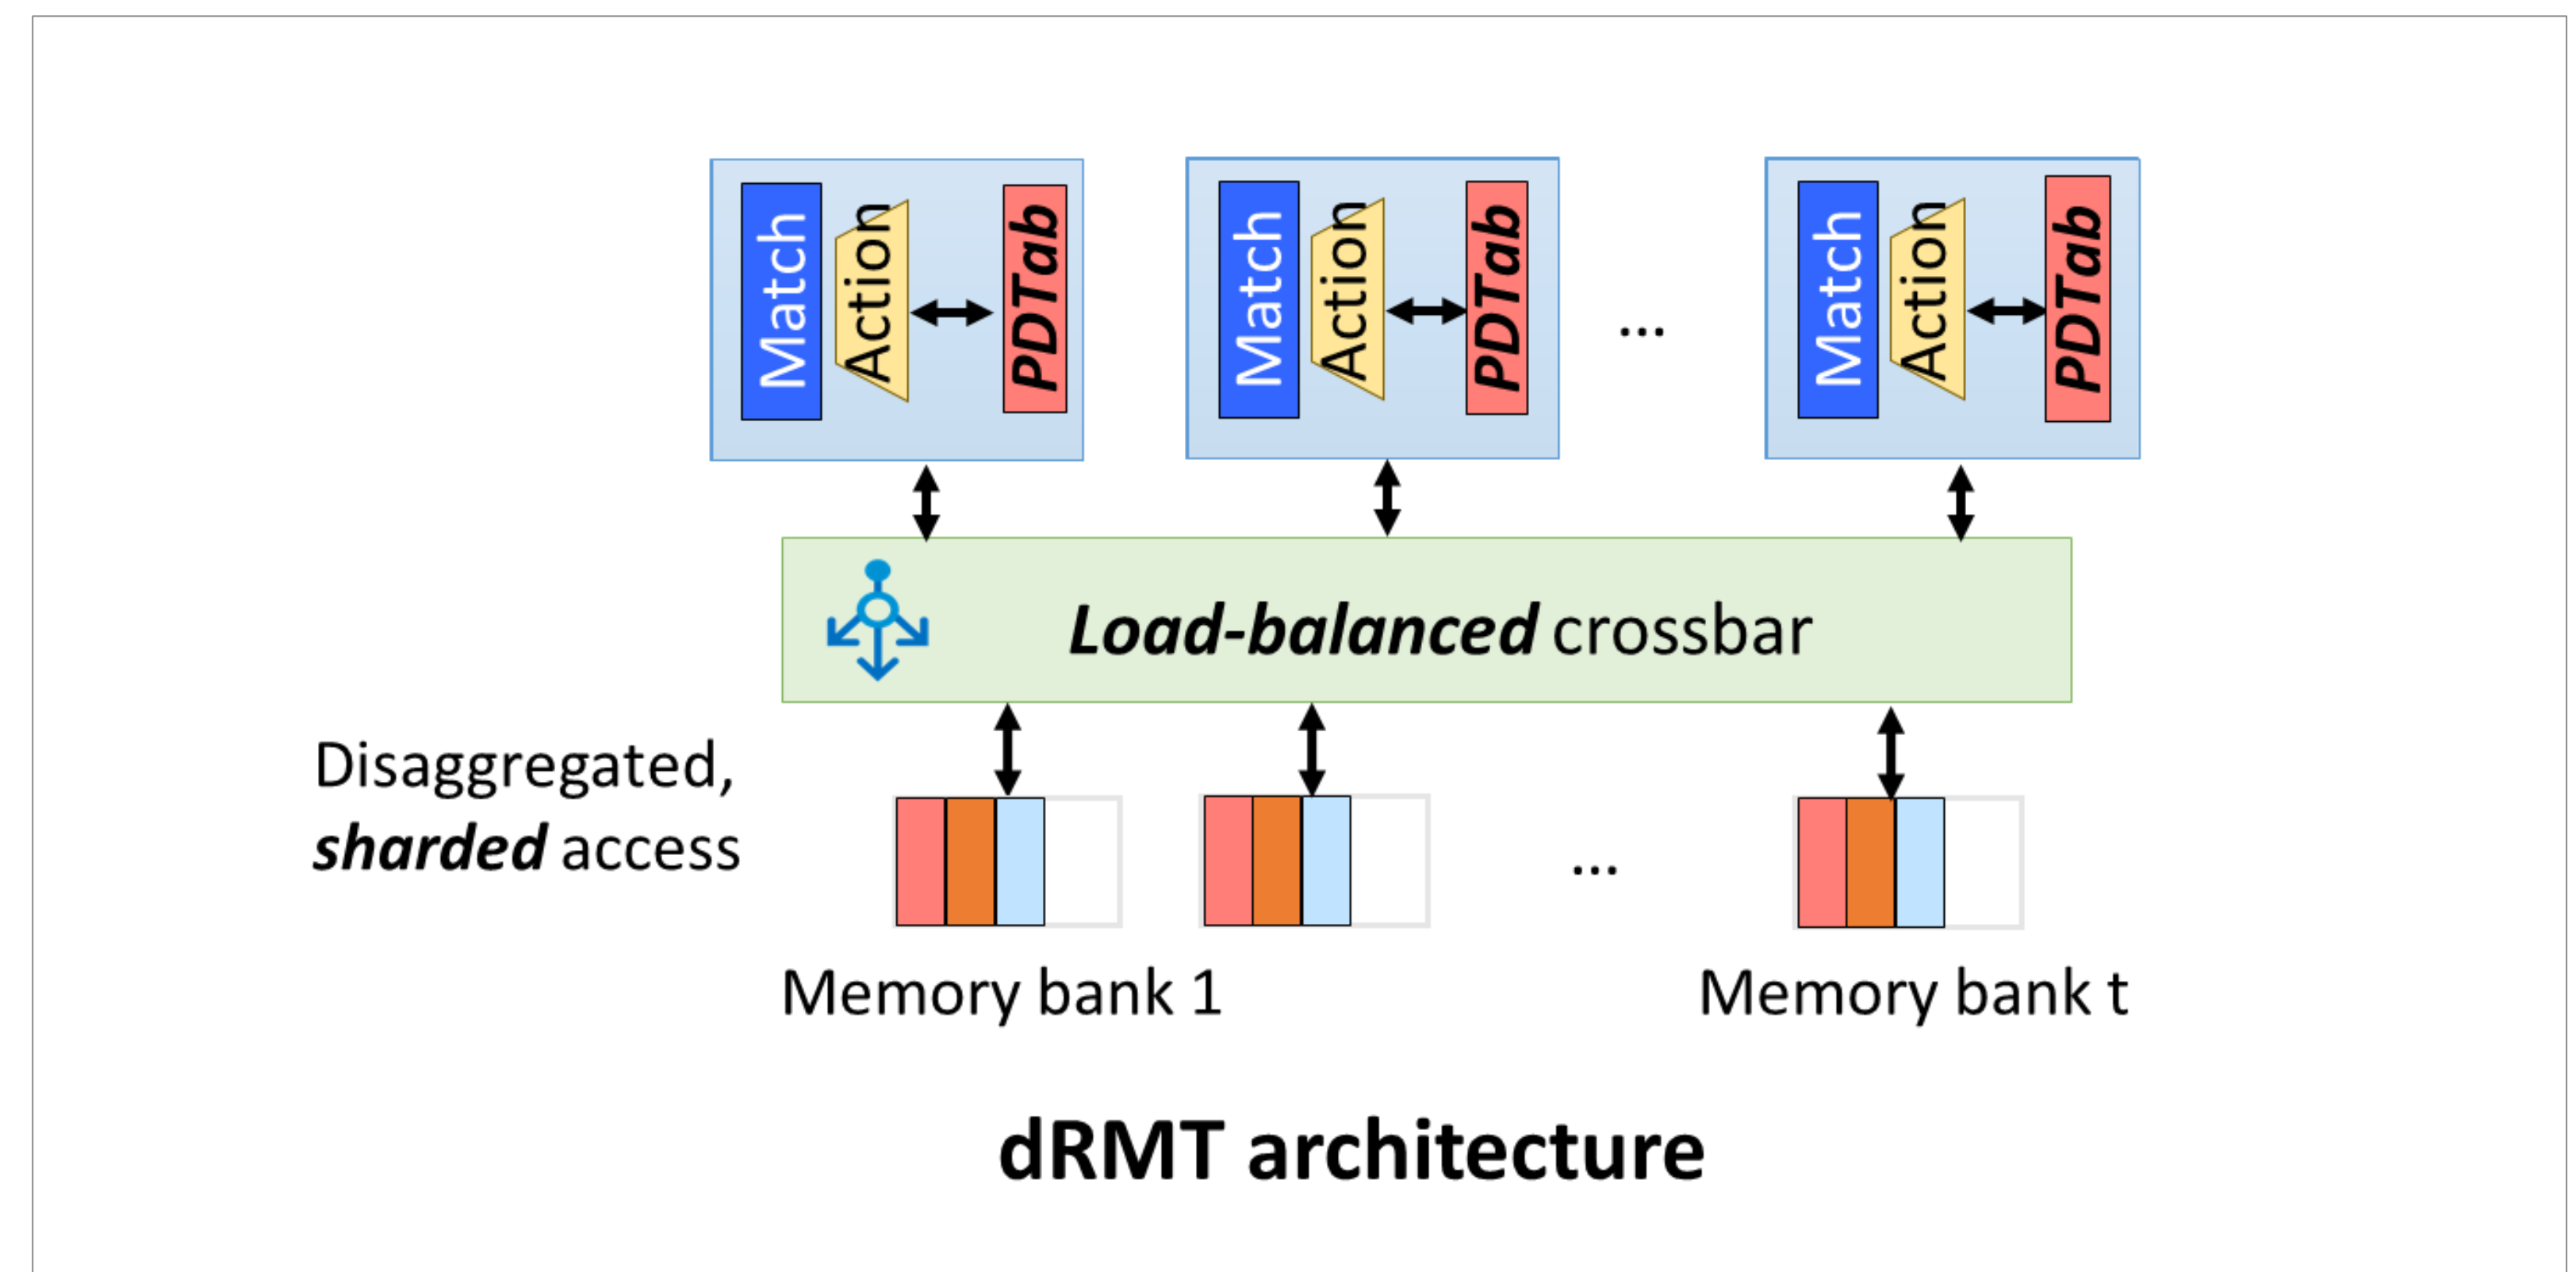 Match
Action
PDTab
Match
Action
PDTab
...
Match
Action
PDTab
Load-balanced crossbar
Disaggregated,
sharded access
...
Memory bank 1
Memory bank t
dRMT architecture